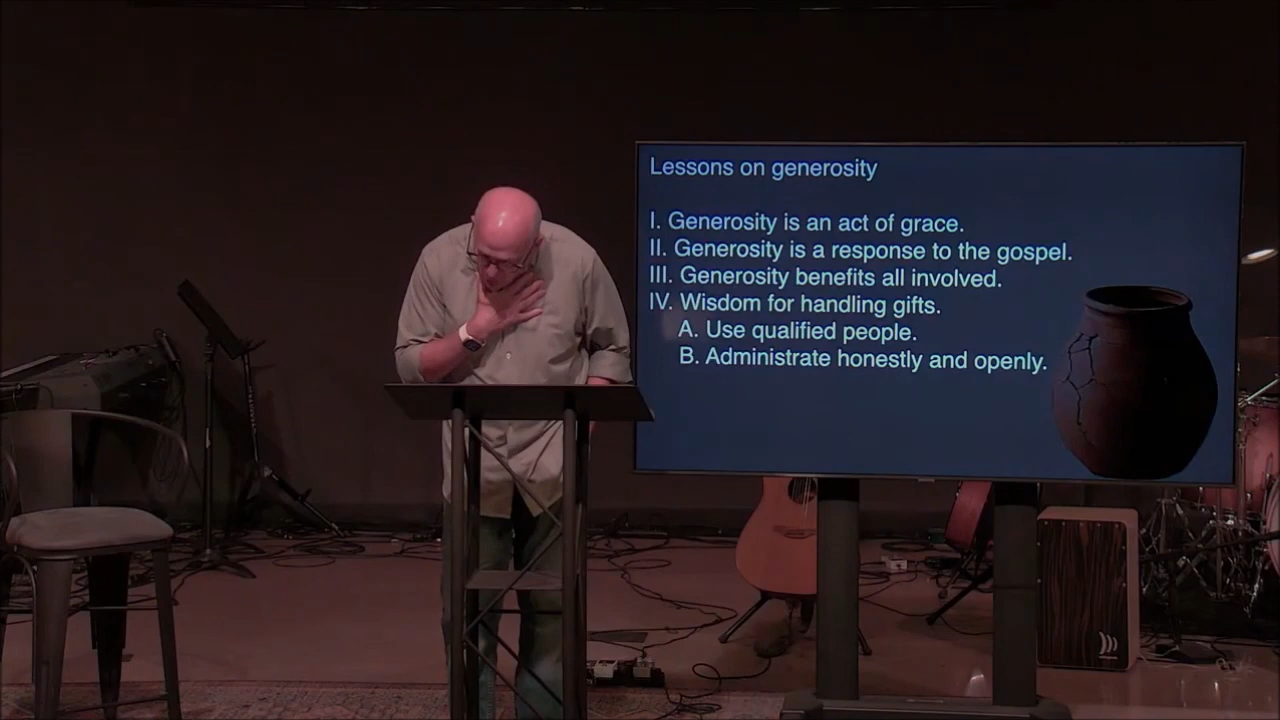 Lessons on generosity
I. Generosity is an act of grace.
II. Generosity is a response to the gospel.
III. Generosity benefits all involved.
IV. Wisdom for handling gifts.
A. Use qualified people.
B. Administrate honestly and openly.